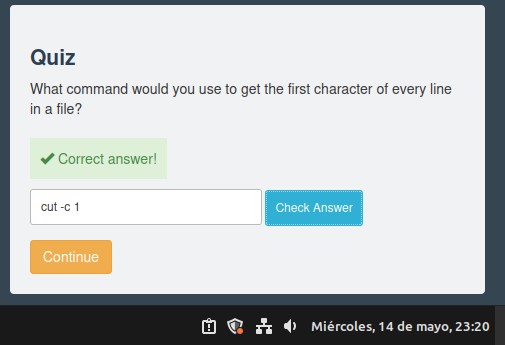 Quiz
What command would you use to get the first character of every line
in a file?
✔ Correct answer!
cut -c 1
Check Answer
Continue
Miércoles, 14 de mayo, 23:20